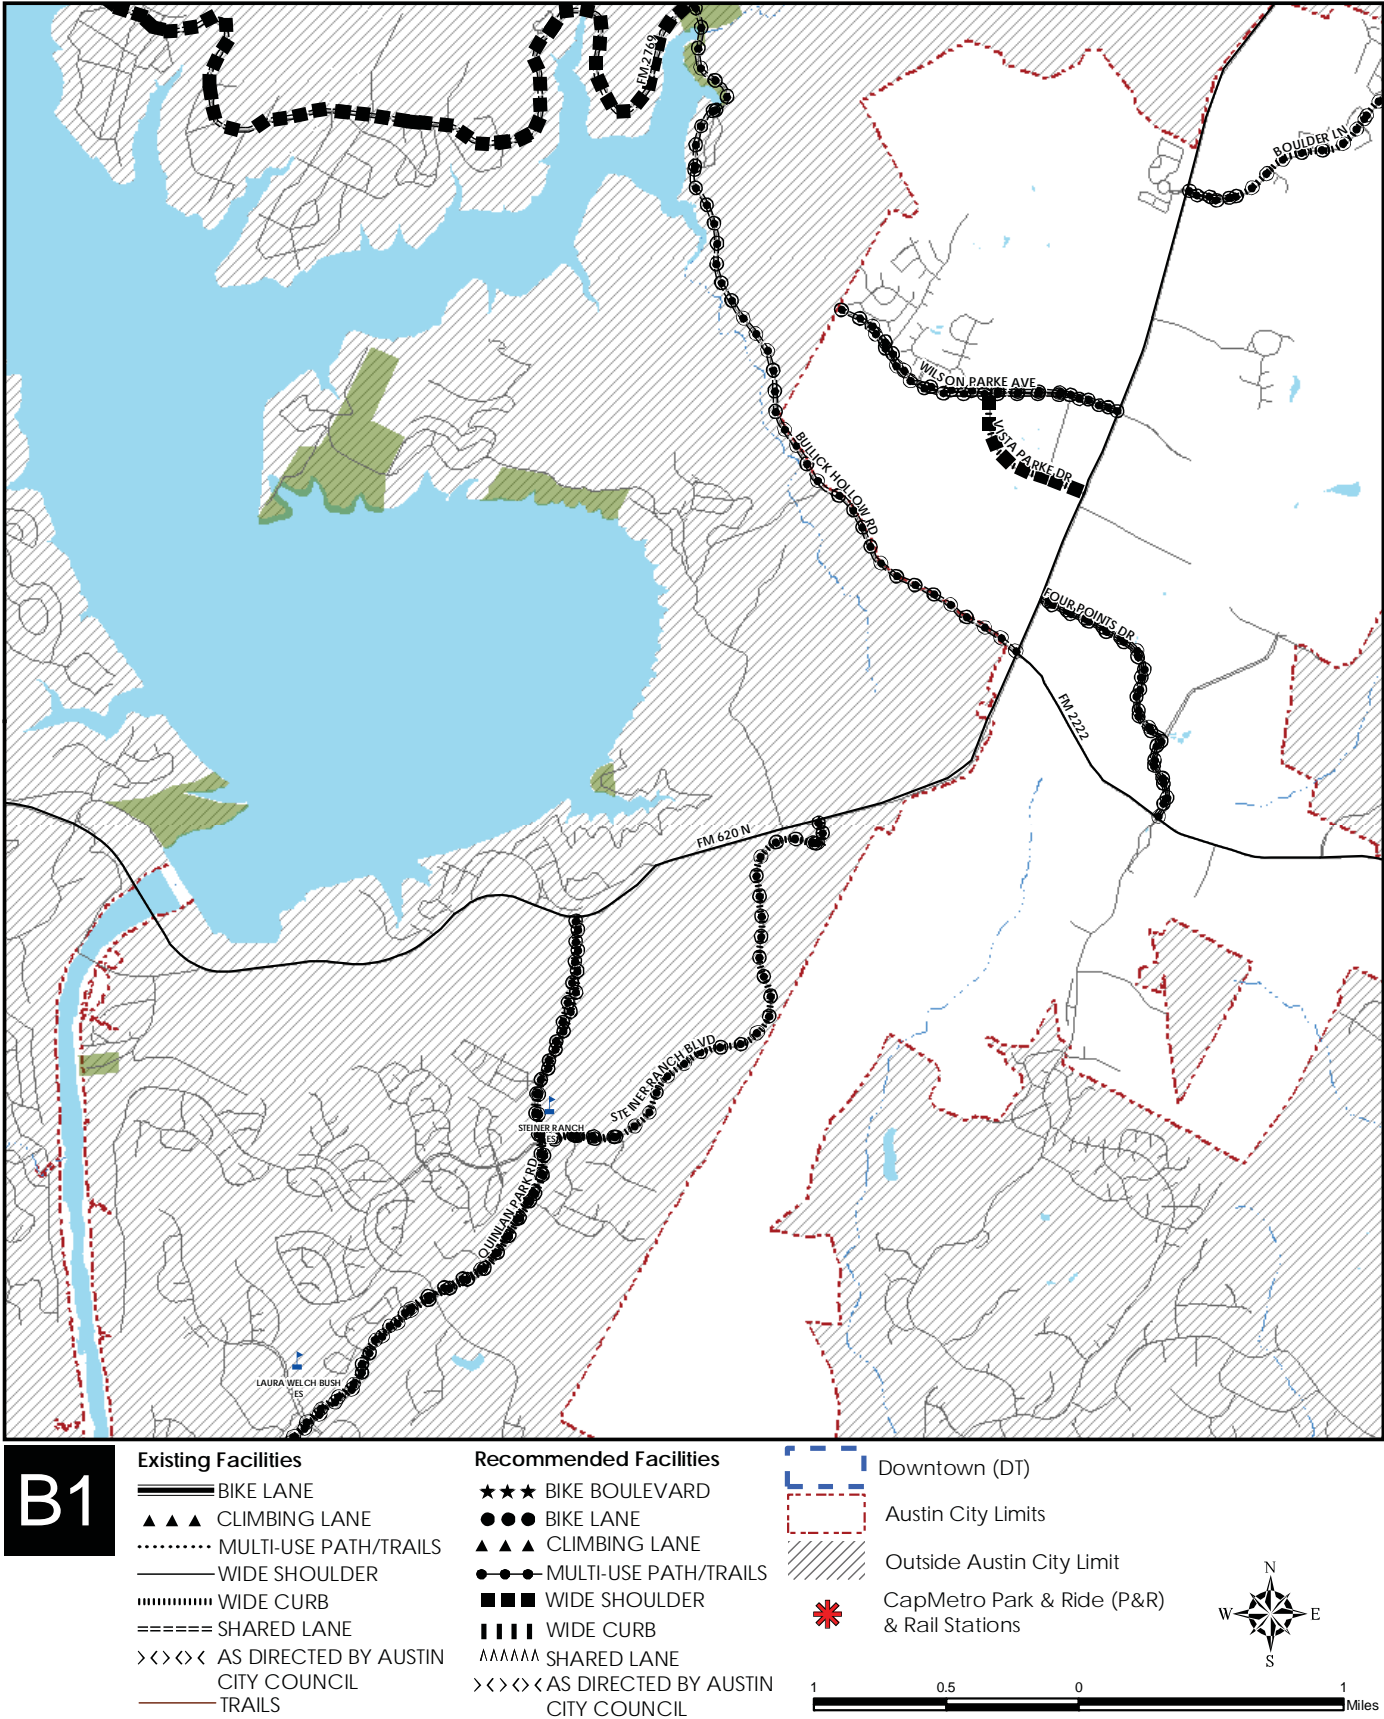 FM 2769
BOULDER LN
WILSON PARKE AVE
VISTA PARKE DR
BULLICK HOLLOW RD
FOUR POINTS DR
FM 2222
FM 620 N
STEINER RANCH BLVD
STEINER RANCH
ES
QUINLAN PARK RD
LAURA WELCH BUSH
ES
B1
Existing Facilities
BIKE LANE
CLIMBING LANE
MULTI-USE PATH/TRAILS
WIDE SHOULDER
WIDE CURB
SHARED LANE
AS DIRECTED BY AUSTIN
CITY COUNCIL
TRAILS
Recommended Facilities
BIKE BOULEVARD
BIKE LANE
CLIMBING LANE
MULTI-USE PATH/TRAILS
WIDE SHOULDER
WIDE CURB
SHARED LANE
AS DIRECTED BY AUSTIN
CITY COUNCIL
Downtown (DT)
Austin City Limits
Outside Austin City Limit
CapMetro Park & Ride (P&R)
& Rail Stations
N
W E
S
1 0.5 0 1
Miles